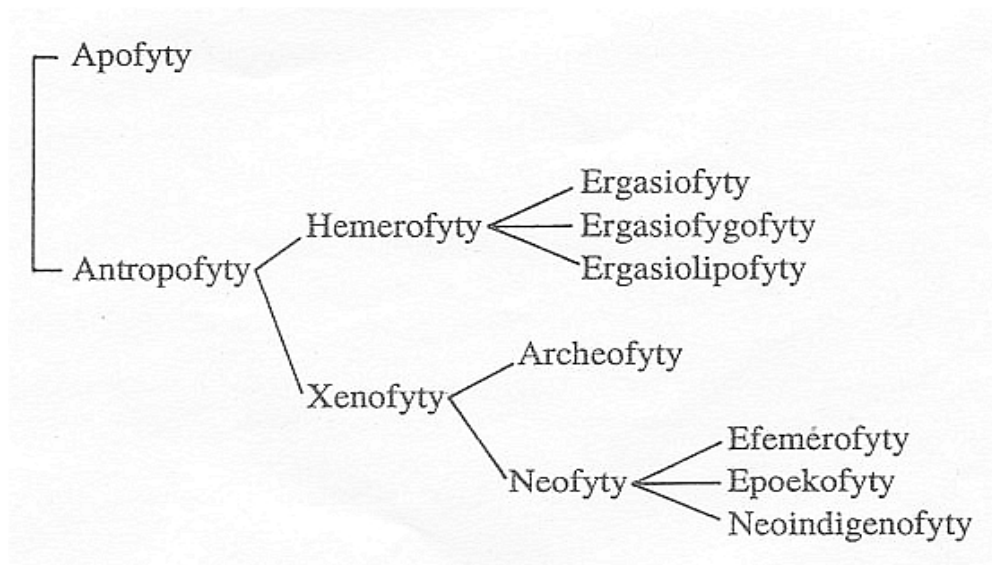 Apofyty
Ergasiofyty
Hemerofyty
Ergasiofygofyty
Antropofyty
Ergasiolipofyty
Archeofyty
Xenofyty
Efemérofyty
Neofyty
Epoekofyty
Neoindigenofyty